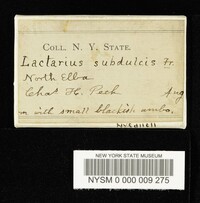 COLL. N. Y. STATE.
Lactarius subdulcis Fr.
North Elba
Chas H. Peck Aug
with small blackish umbo.
NEW YORK STATE MUSEUM
NYSM 0 000 009 275